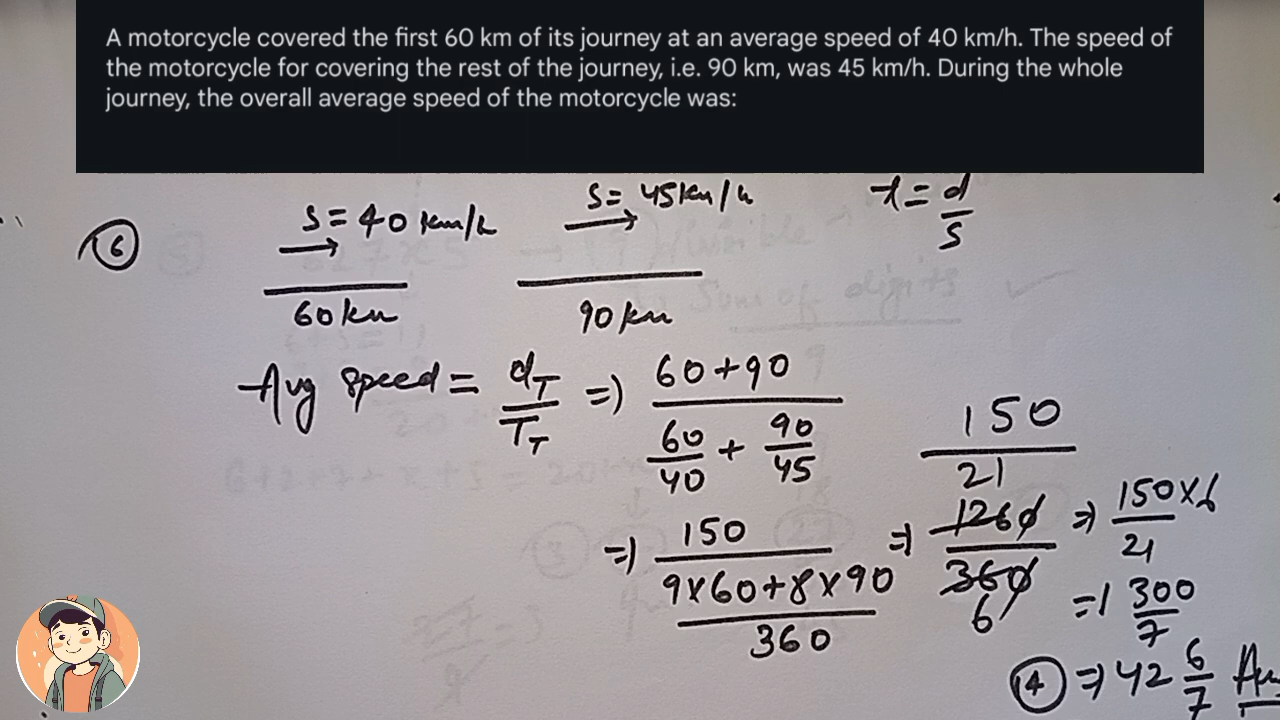 A motorcycle covered the first 60 km of its journey at an average speed of 40 km/h. The speed of
the motorcycle for covering the rest of the journey, i.e. 90 km, was 45 km/h. During the whole
journey, the overall average speed of the motorcycle was:
6 S = 40 km/h S = 45 km/h t = d/s
60 km 90 km
Avg speed = d_T/T_T => (60+90)/(60/40 + 90/45)
=> 150/((9×60+8×90)/360) => 150/(1260/360) 21 6 => 150×6/21
=> 300/7
4 => 42 6/7 Ans